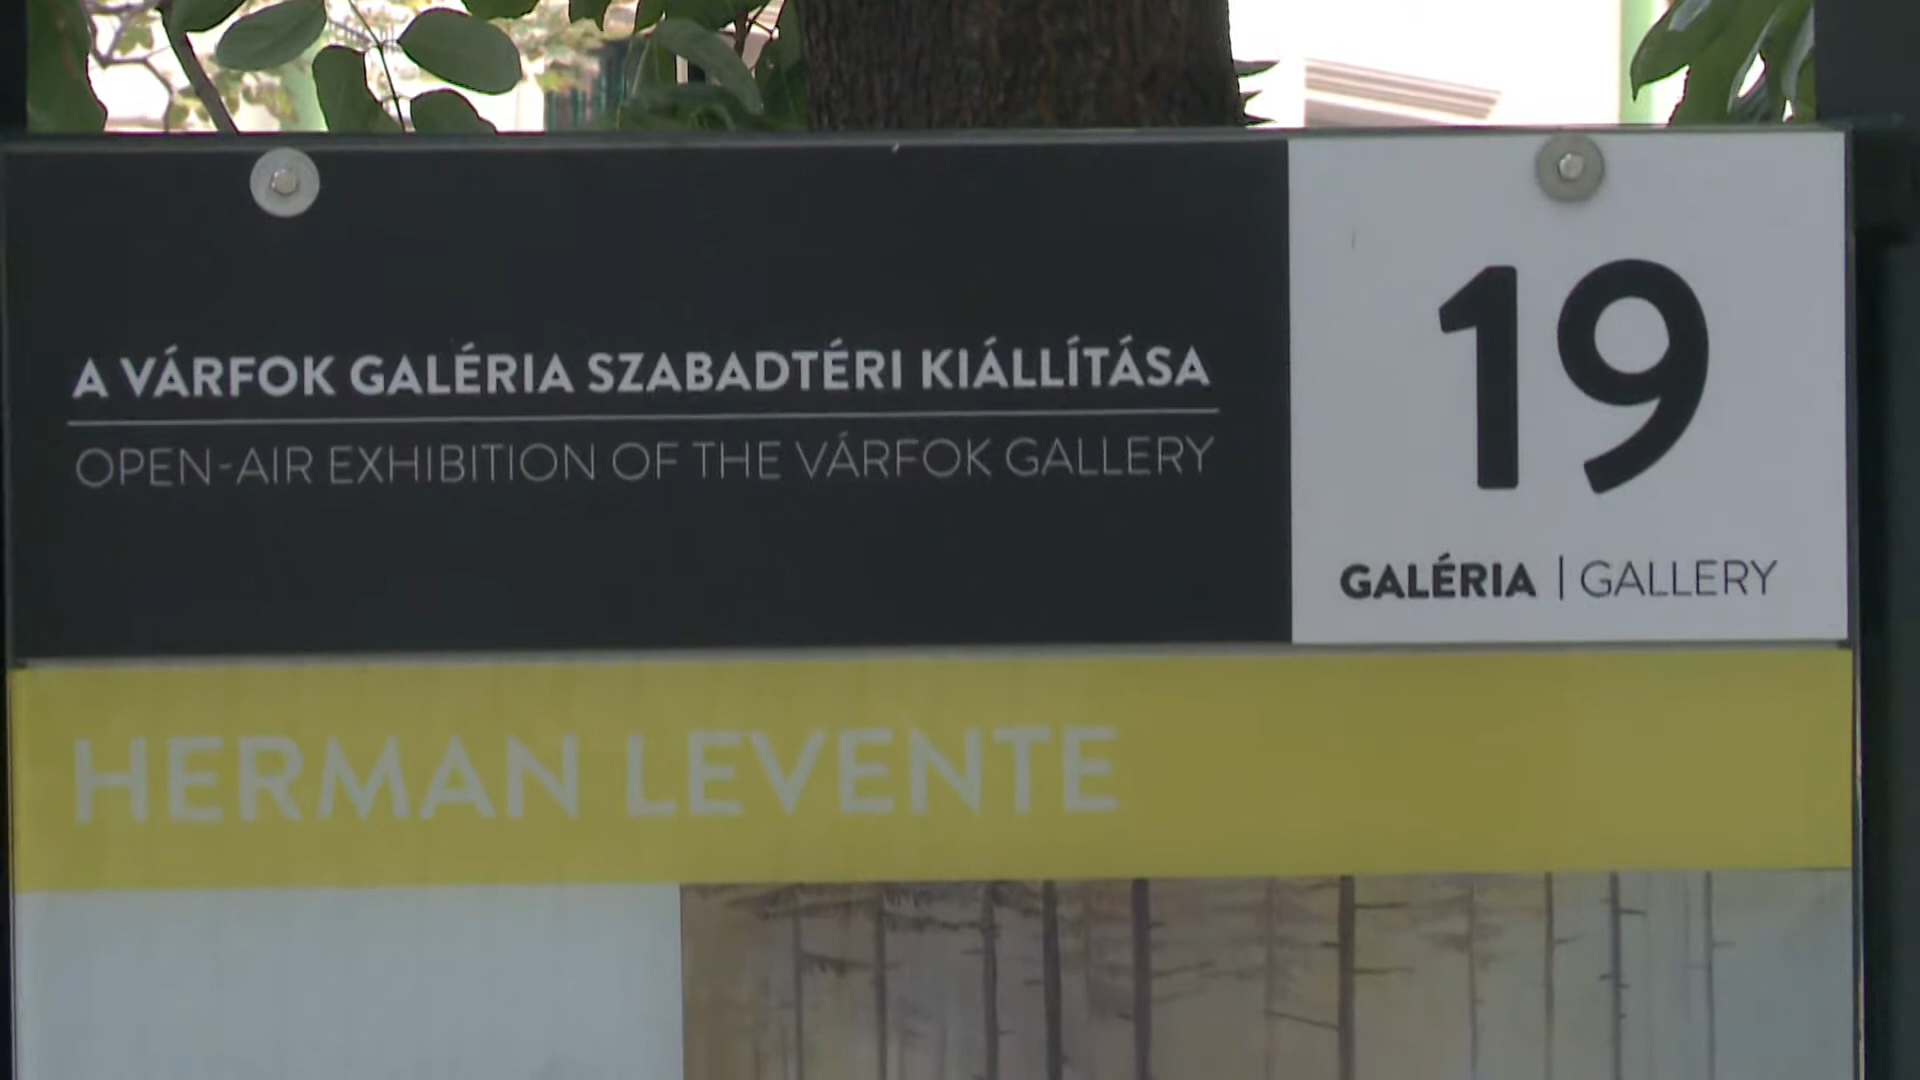 A VÁRFOK GALÉRIA SZABADTÉRI KIÁLLÍTÁSA
OPEN-AIR EXHIBITION OF THE VÁRFOK GALLERY
19
GALÉRIA | GALLERY
HERMAN LEVENTE